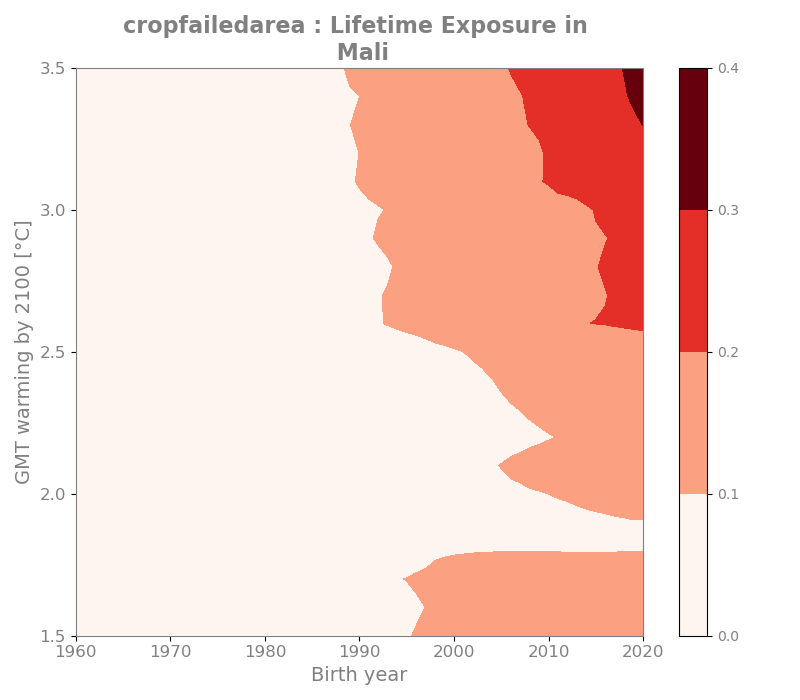 cropfailedarea : Lifetime Exposure in
Mali
GMT warming by 2100 [°C]
3.5
3.0
2.5
2.0
1.5
1960 1970 1980 1990 2000 2010 2020
Birth year
0.4
0.3
0.2
0.1
0.0